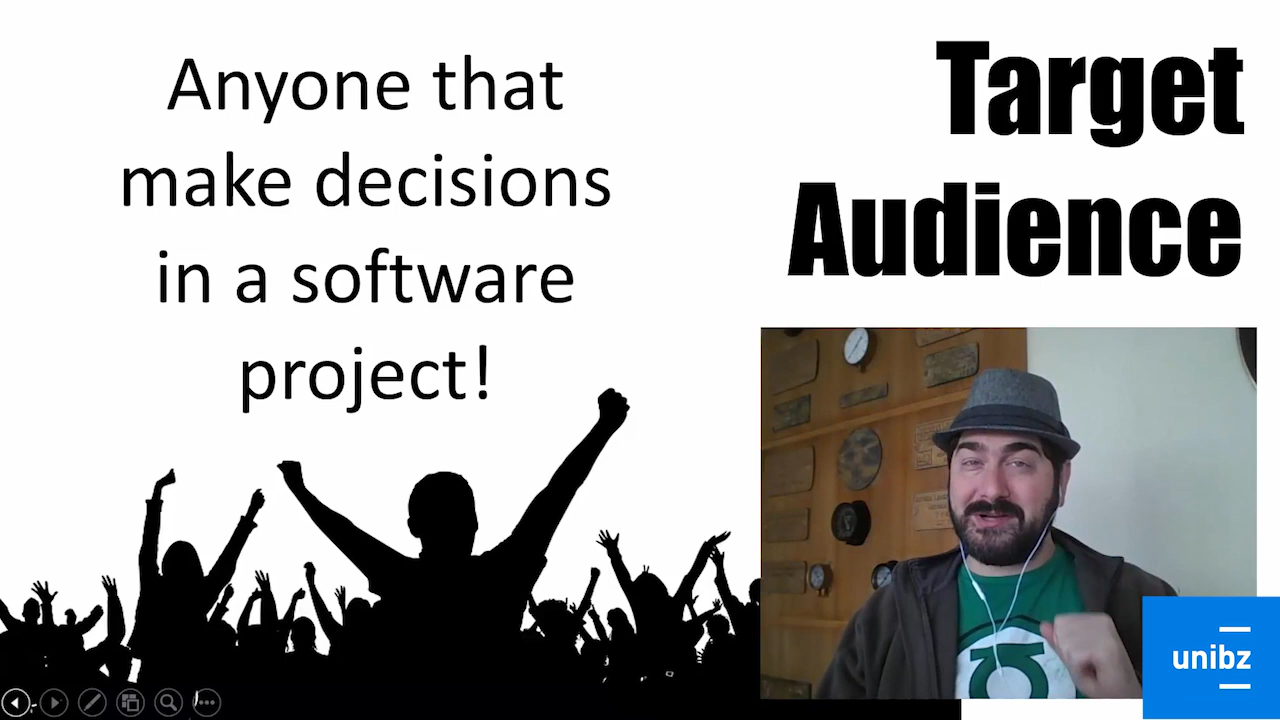 Anyone that
make decisions
in a software
project!
Target
Audience
unibz